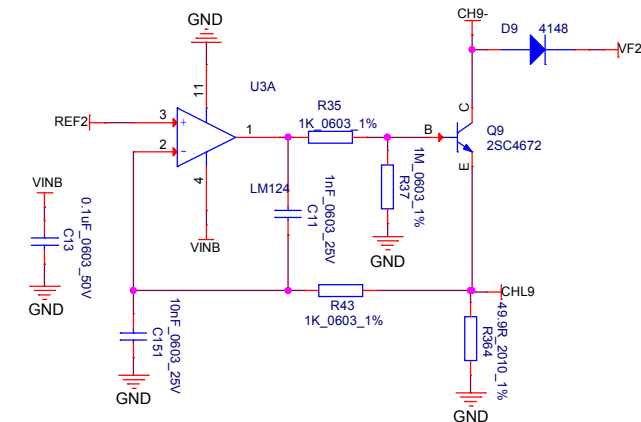 GND
CH9-
D9 4148
VF2
11
U3A
REF2
3
+
1
R35
1K_0603_1%
B
C
Q9
2SC4672
E
2
-
4
LM124
VINB
1nF_0603_25V
C11
1M_0603_1%
R37
GND
VINB
0.1uF_0603_50V
C13
GND
R43
1K_0603_1%
CHL9
10nF_0603_25V
C151
GND
49.9R_2010_1%
R364
GND